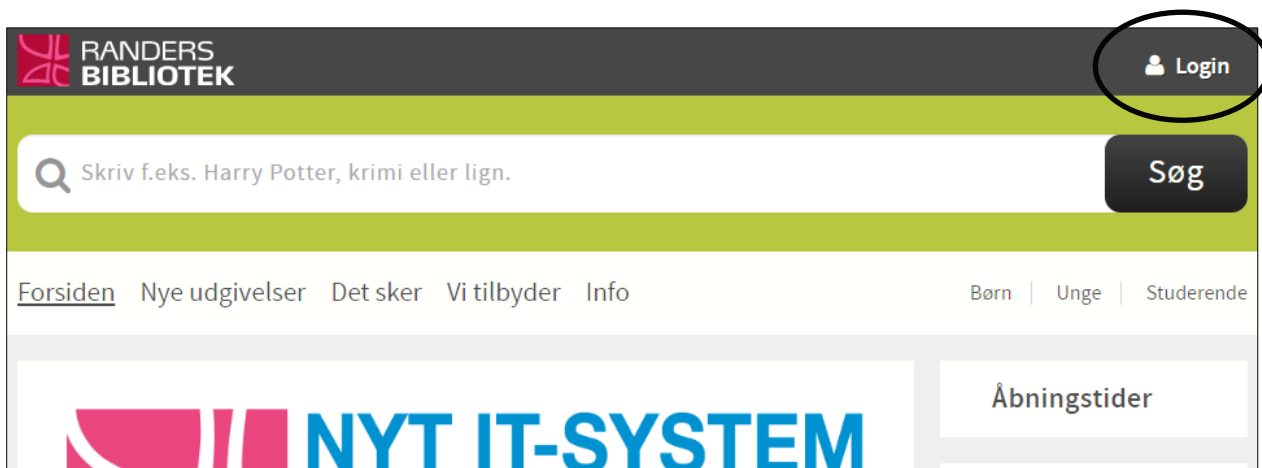 RANDERS
BIBLIOTEK
Login
Skriv f.eks. Harry Potter, krimi eller lign.
Søg
Forsiden Nye udgivelser Det sker Vi tilbyder Info
Børn Unge Studerende
NYT IT-SYSTEM
Åbningstider